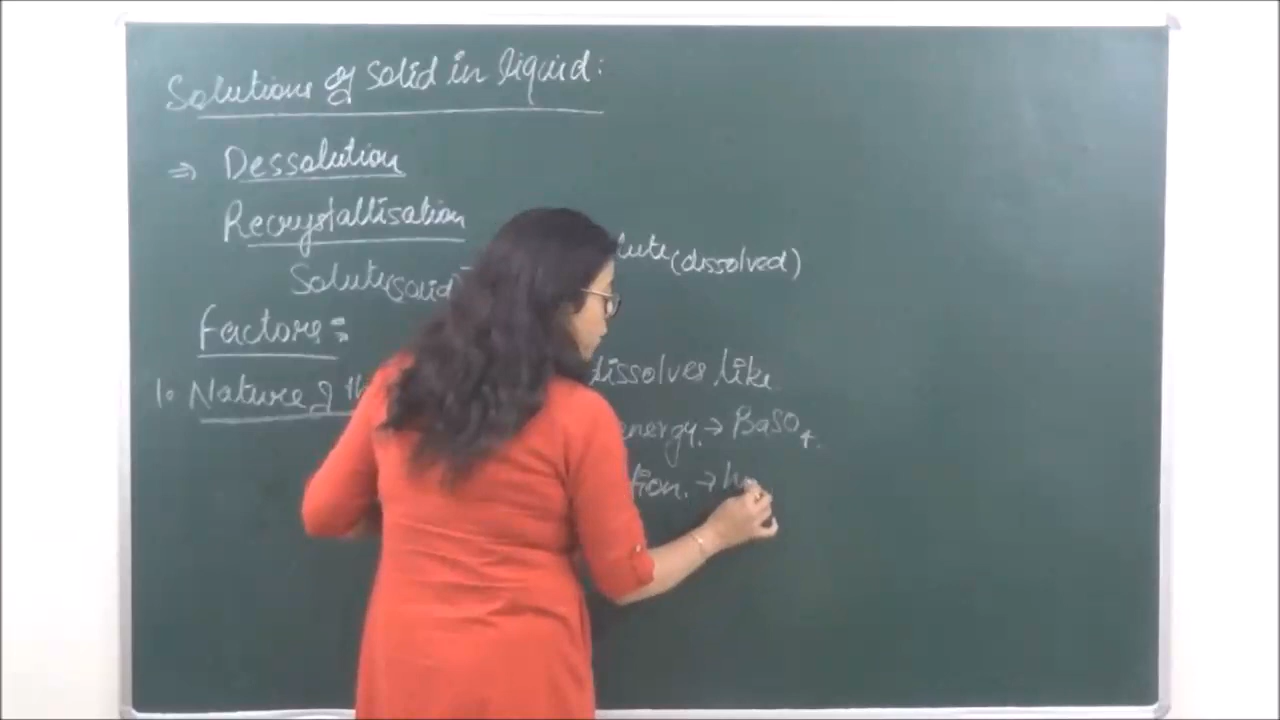 Solutions of solid in liquid:
⇒ Dessolution
Recrystallisation
Solute(solid) lute(dissolved)
Factors:
1. Nature of th dissolves like
energy. → BaSO4.
tion. →